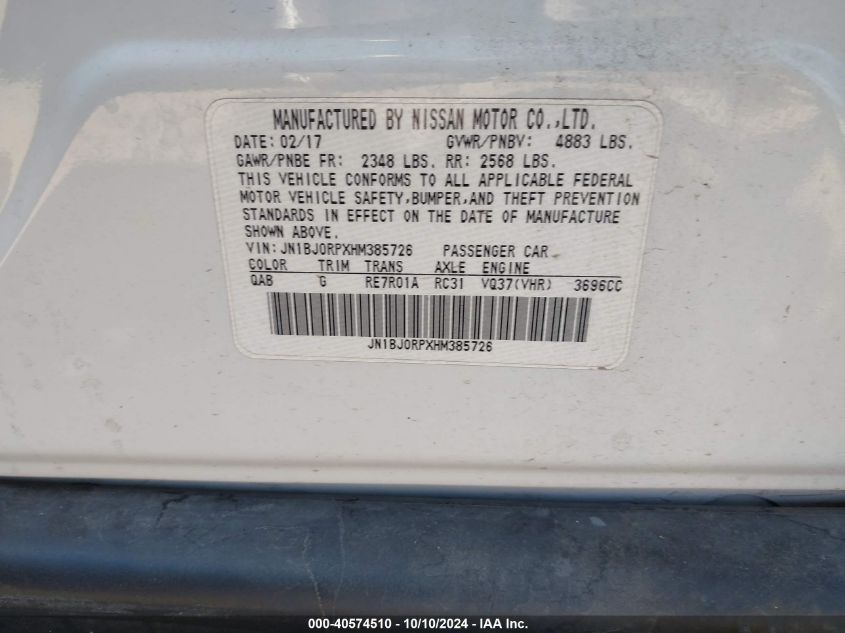 MANUFACTURED BY NISSAN MOTOR CO.,LTD.
DATE: 02/17 GVWR/PNBV: 4883 LBS.
GAWR/PNBE FR: 2348 LBS. RR: 2568 LBS.
THIS VEHICLE CONFORMS TO ALL APPLICABLE FEDERAL
MOTOR VEHICLE SAFETY,BUMPER,AND THEFT PREVENTION
STANDARDS IN EFFECT ON THE DATE OF MANUFACTURE
SHOWN ABOVE.
VIN: JN1BJ0RPXHM385726 PASSENGER CAR
COLOR TRIM TRANS AXLE ENGINE
QAB G RE7R01A RC31 VQ37(VHR) 3696CC
JN1BJ0RPXHM385726
000-40574510 - 10/10/2024 - IAA Inc.